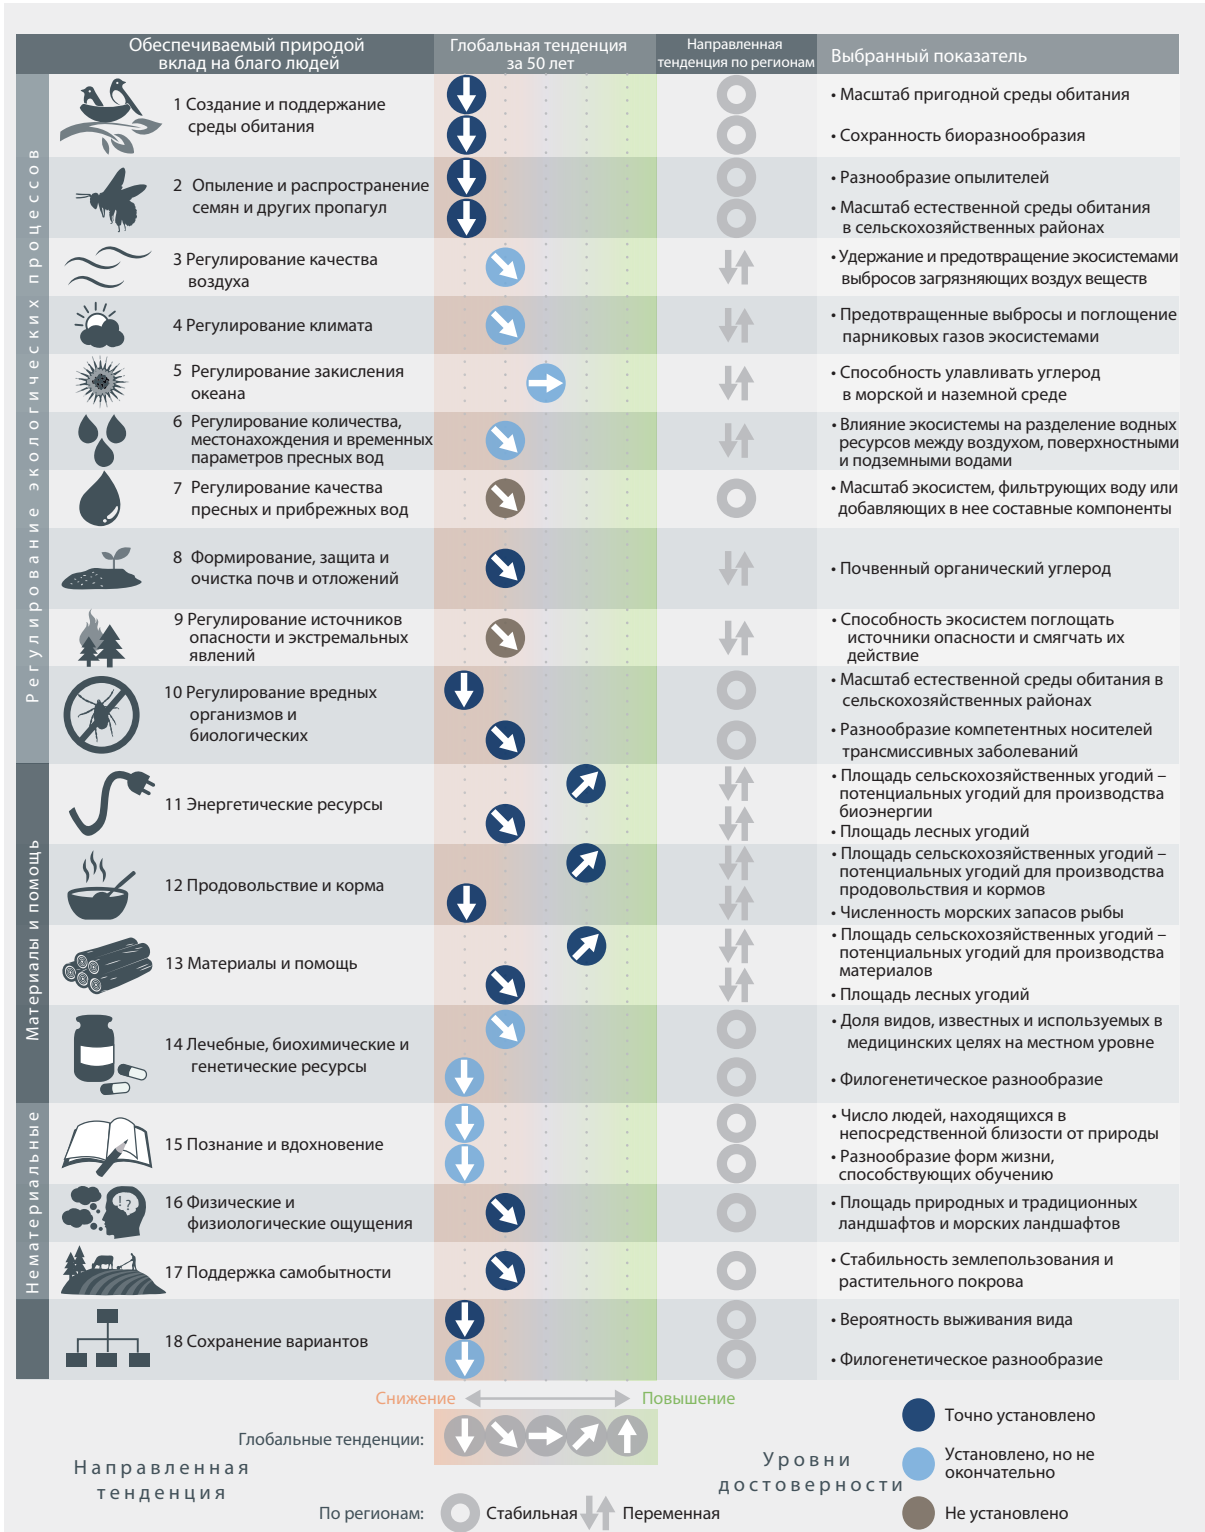 Обеспечиваемый природой
вклад на благо людей
Глобальная тенденция
за 50 лет
Направленная
тенденция по регионам
Выбранный показатель
Регулирование экологических процессов
1 Создание и поддержание
среды обитания
• Масштаб пригодной среды обитания
• Сохранность биоразнообразия
2 Опыление и распространение
семян и других пропагул
• Разнообразие опылителей
• Масштаб естественной среды обитания
в сельскохозяйственных районах
3 Регулирование качества
воздуха
• Удержание и предотвращение экосистемами
выбросов загрязняющих воздух веществ
4 Регулирование климата
• Предотвращенные выбросы и поглощение
парниковых газов экосистемами
5 Регулирование закисления
океана
• Способность улавливать углерод
в морской и наземной среде
6 Регулирование количества,
местонахождения и временных
параметров пресных вод
• Влияние экосистемы на разделение водных
ресурсов между воздухом, поверхностными
и подземными водами
7 Регулирование качества
пресных и прибрежных вод
• Масштаб экосистем, фильтрующих воду или
добавляющих в нее составные компоненты
8 Формирование, защита и
очистка почв и отложений
• Почвенный органический углерод
9 Регулирование источников
опасности и экстремальных
явлений
• Способность экосистем поглощать
источники опасности и смягчать их
действие
10 Регулирование вредных
организмов и
биологических
• Масштаб естественной среды обитания в
сельскохозяйственных районах
• Разнообразие компетентных носителей
трансмиссивных заболеваний
Материалы и помощь
11 Энергетические ресурсы
• Площадь сельскохозяйственных угодий –
потенциальных угодий для производства
биоэнергии
• Площадь лесных угодий
12 Продовольствие и корма
• Площадь сельскохозяйственных угодий –
потенциальных угодий для производства
продовольствия и кормов
• Численность морских запасов рыбы
13 Материалы и помощь
• Площадь сельскохозяйственных угодий –
потенциальных угодий для производства
материалов
• Площадь лесных угодий
14 Лечебные, биохимические и
генетические ресурсы
• Доля видов, известных и используемых в
медицинских целях на местном уровне
• Филогенетическое разнообразие
Нематериальные
15 Познание и вдохновение
• Число людей, находящихся в
непосредственной близости от природы
• Разнообразие форм жизни,
способствующих обучению
16 Физические и
физиологические ощущения
• Площадь природных и традиционных
ландшафтов и морских ландшафтов
17 Поддержка самобытности
• Стабильность землепользования и
растительного покрова
18 Сохранение вариантов
• Вероятность выживания вида
• Филогенетическое разнообразие
Снижение
Повышение
Глобальные тенденции:
Направленная
тенденция
По регионам:
Стабильная
Переменная
Уровни
достоверности
Точно установлено
Установлено, но не
окончательно
Не установлено